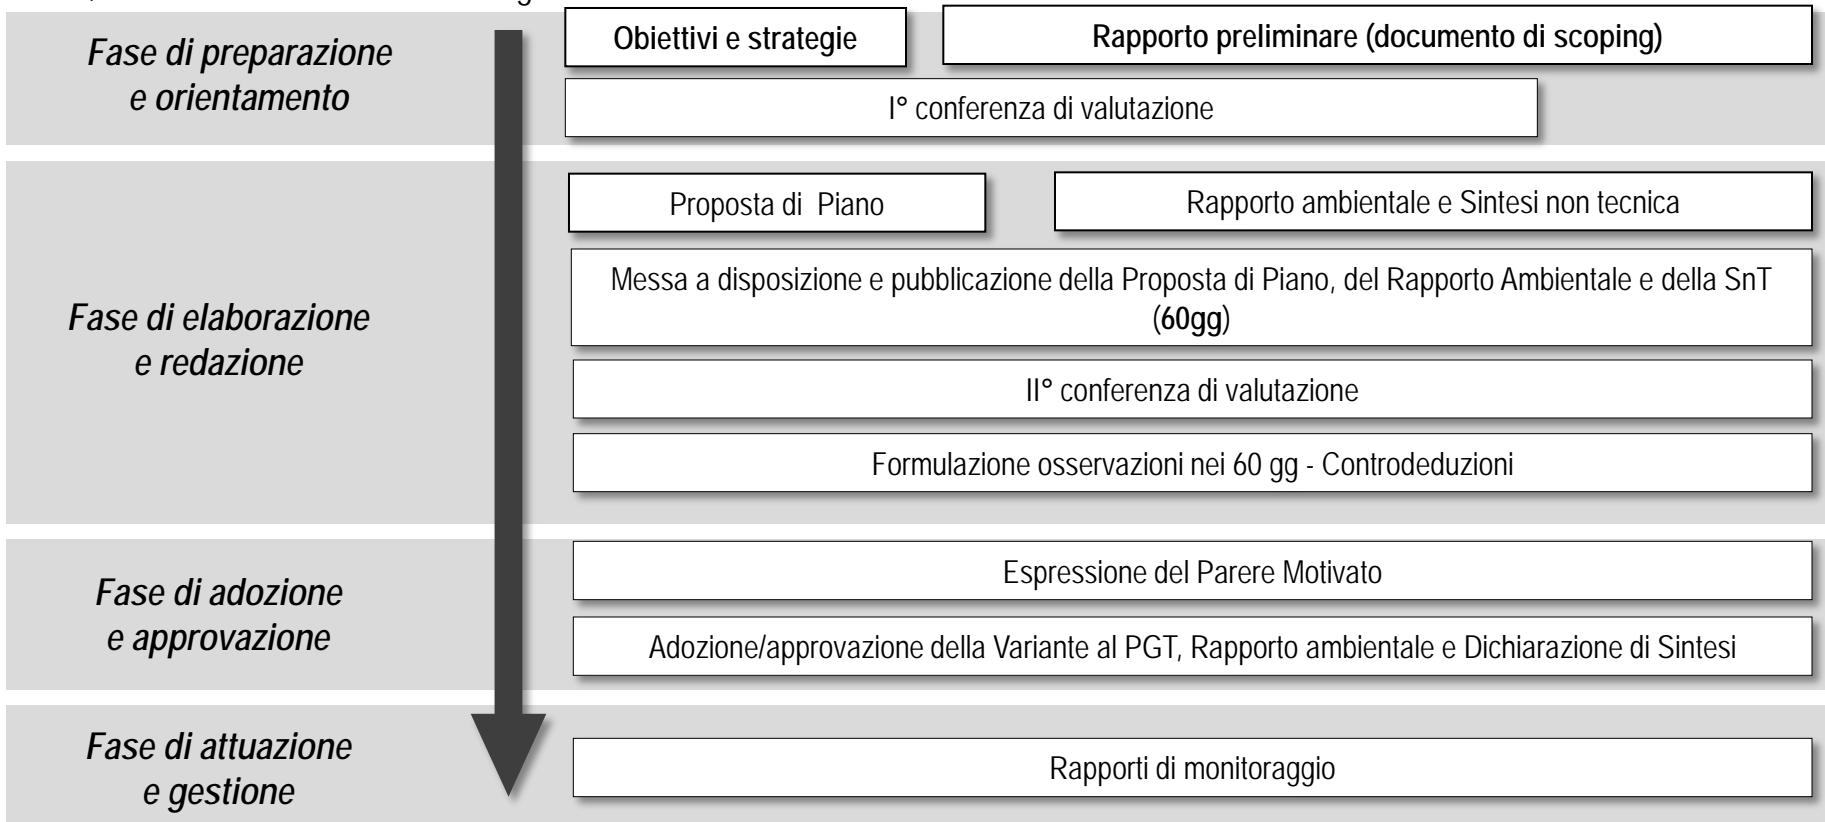 Fase di preparazione
e orientamento
Obiettivi e strategie
Rapporto preliminare (documento di scoping)
I° conferenza di valutazione
Fase di elaborazione
e redazione
Proposta di Piano
Rapporto ambientale e Sintesi non tecnica
Messa a disposizione e pubblicazione della Proposta di Piano, del Rapporto Ambientale e della SnT
(60gg)
II° conferenza di valutazione
Formulazione osservazioni nei 60 gg - Controdeduzioni
Fase di adozione
e approvazione
Espressione del Parere Motivato
Adozione/approvazione della Variante al PGT, Rapporto ambientale e Dichiarazione di Sintesi
Fase di attuazione
e gestione
Rapporti di monitoraggio